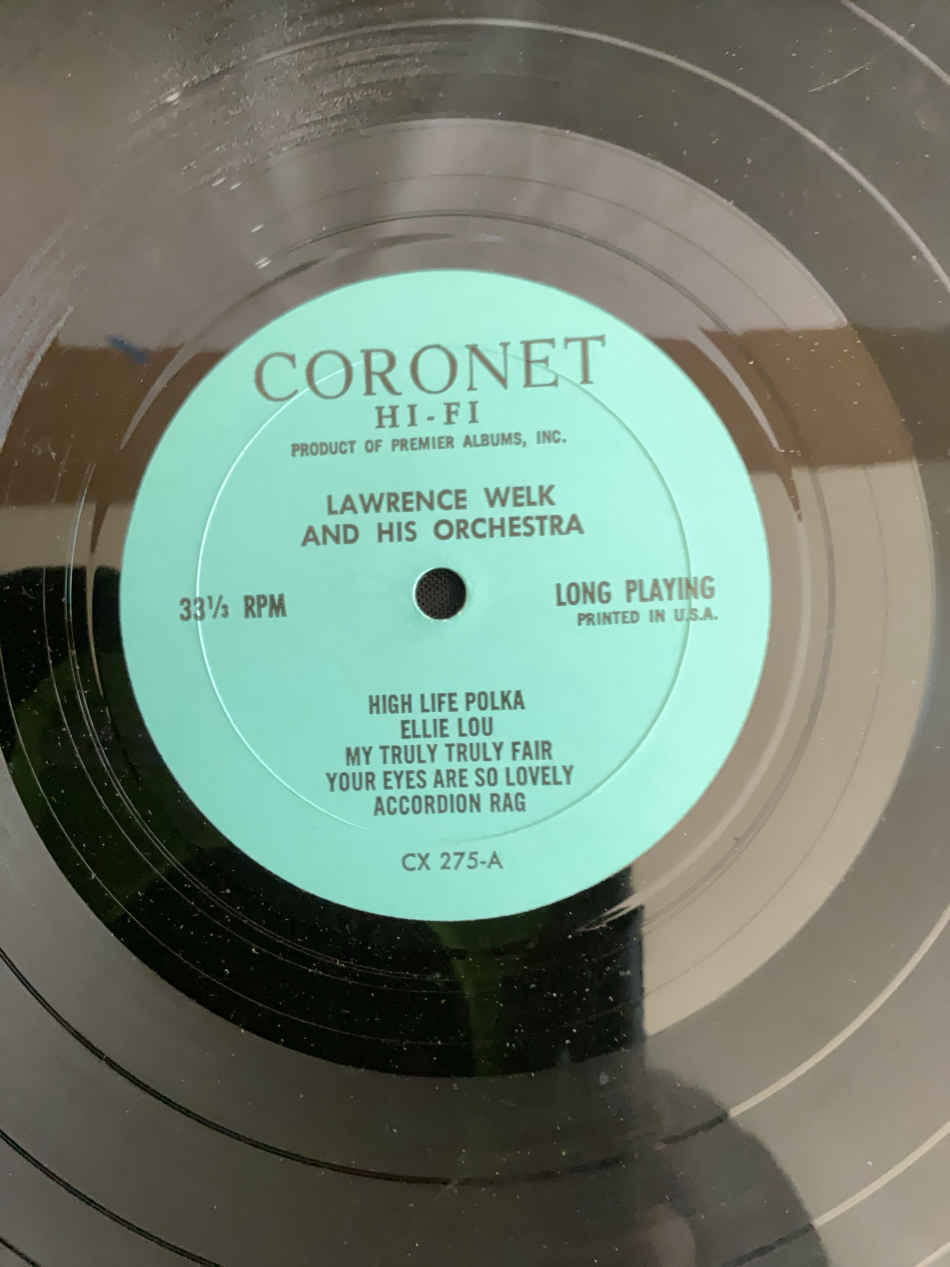 CORONET
HI-FI
PRODUCT OF PREMIER ALBUMS, INC.
LAWRENCE WELK
AND HIS ORCHESTRA
33⅓ RPM
LONG PLAYING
PRINTED IN U.S.A.
HIGH LIFE POLKA
ELLIE LOU
MY TRULY TRULY FAIR
YOUR EYES ARE SO LOVELY
ACCORDION RAG
CX 275-A